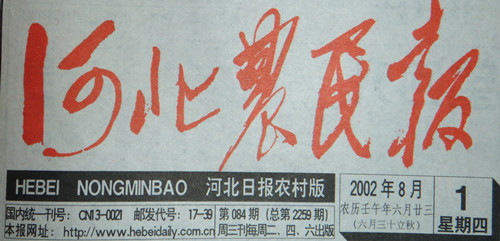 河北農民报
HEBEI NONGMINBAO 河北日报农村版
国内统一刊号：CN13-0021 邮发代号：17-39 第084期（总第2259期）
本报网址：http://www.hebeidaily.com.cn 周三刊每周二、四、六出版
2002年8月
农历壬午年六月廿三
（六月三十立秋）
1
星期四